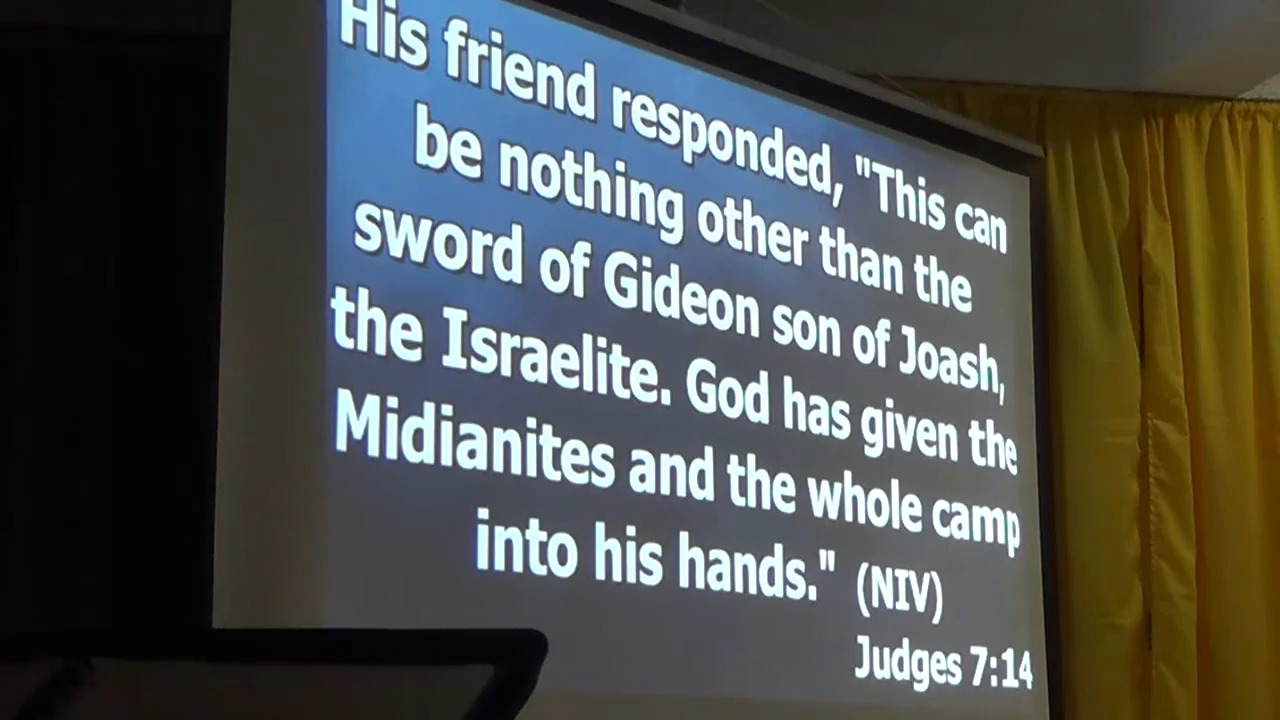 His friend responded, "This can
be nothing other than the
sword of Gideon son of Joash,
the Israelite. God has given the
Midianites and the whole camp
into his hands." (NIV)
Judges 7:14